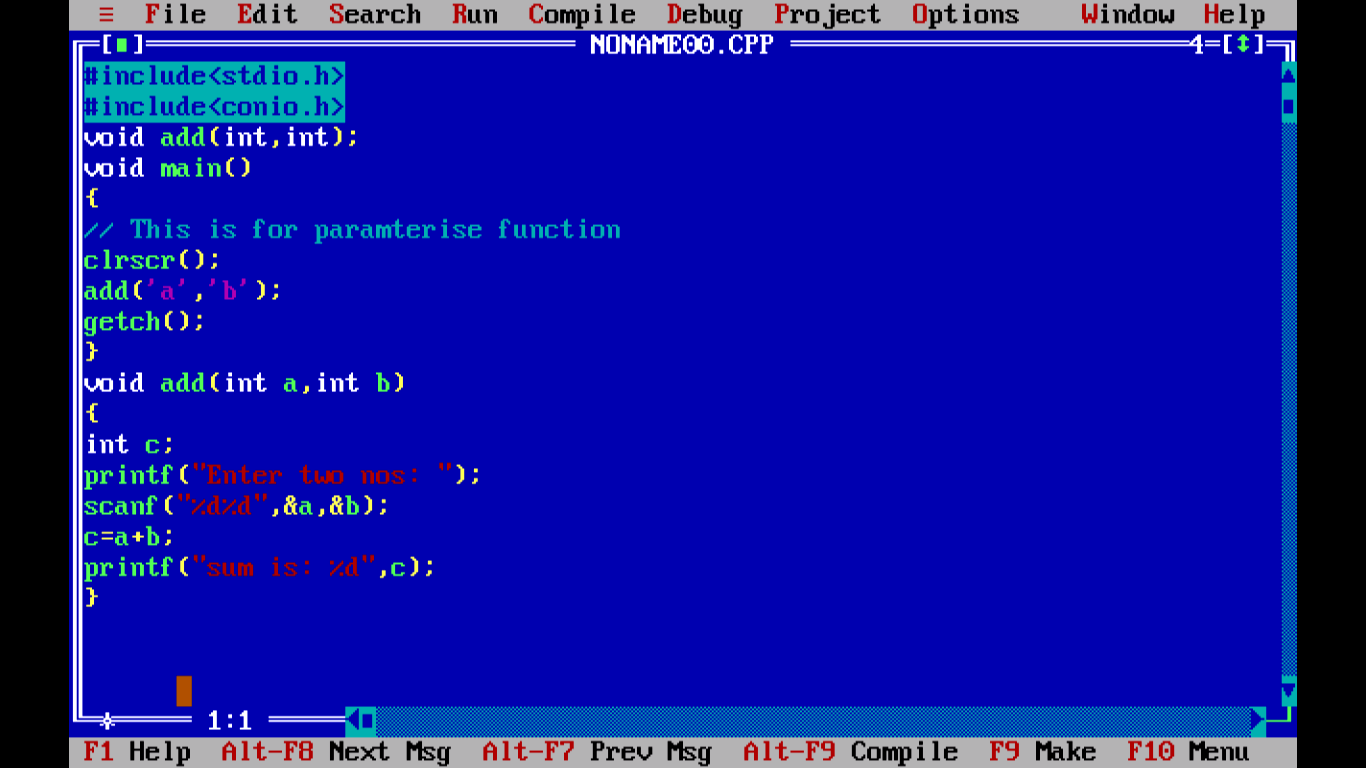 ≡ File Edit Search Run Compile Debug Project Options Window Help
[■] NONAME00.CPP 4=[↕]
#include<stdio.h>
#include<conio.h>
void add(int,int);
void main()
{
// This is for paramterise function
clrscr();
add('a','b');
getch();
}
void add(int a,int b)
{
int c;
printf("Enter two nos: ");
scanf("%d%d",&a,&b);
c=a+b;
printf("sum is: %d",c);
}
1:1
F1 Help Alt-F8 Next Msg Alt-F7 Prev Msg Alt-F9 Compile F9 Make F10 Menu